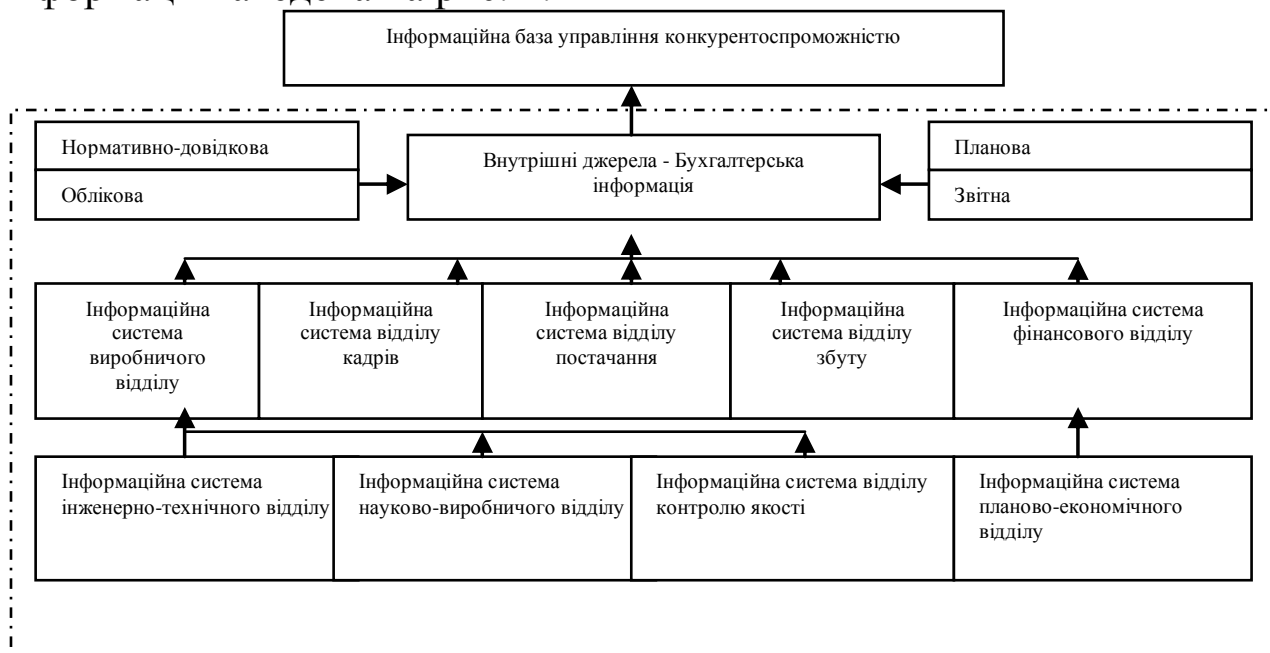 Інформаційна база управління конкурентоспроможністю
Нормативно-довідкова
Облікова
Внутрішні джерела - Бухгалтерська
інформація
Планова
Звітна
Інформаційна
система
виробничого
відділу
Інформаційна
система відділу
кадрів
Інформаційна
система відділу
постачання
Інформаційна
система відділу
збуту
Інформаційна система
фінансового відділу
Інформаційна система
інженерно-технічного відділу
Інформаційна система
науково-виробничого відділу
Інформаційна система відділу
контролю якості
Інформаційна система
планово-економічного
відділу